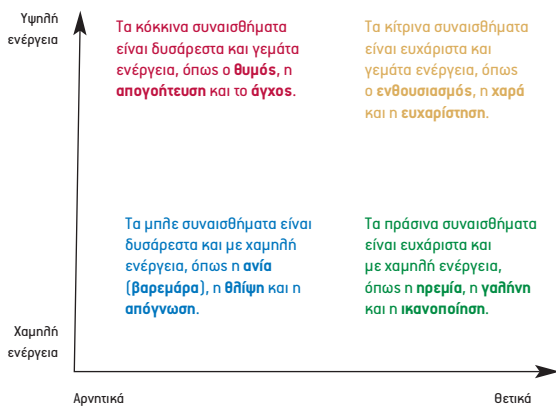 Υψηλή
ενέργεια
Τα κόκκινα συναισθήματα
είναι δυσάρεστα και γεμάτα
ενέργεια, όπως ο θυμός, η
απογοήτευση και το άγχος.
Τα κίτρινα συναισθήματα
είναι ευχάριστα και
γεμάτα ενέργεια, όπως
ο ενθουσιασμός, η χαρά
και η ευχαρίστηση.
Τα μπλε συναισθήματα είναι
δυσάρεστα και με χαμηλή
ενέργεια, όπως η ανία
(βαρεμάρα), η θλίψη και η
απόγνωση.
Τα πράσινα συναισθήματα
είναι ευχάριστα και
με χαμηλή ενέργεια,
όπως η ηρεμία, η γαλήνη
και η ικανοποίηση.
Χαμηλή
ενέργεια
Αρνητικά
θετικά